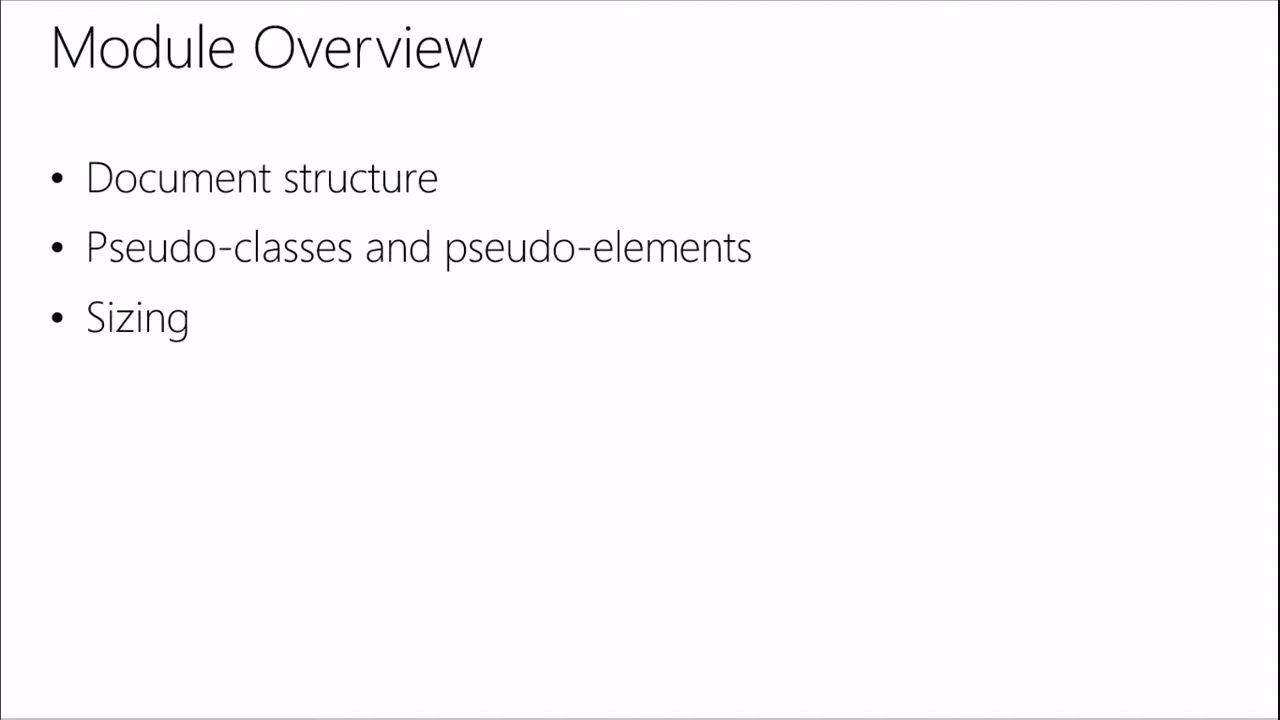 Module Overview
• Document structure
• Pseudo-classes and pseudo-elements
• Sizing